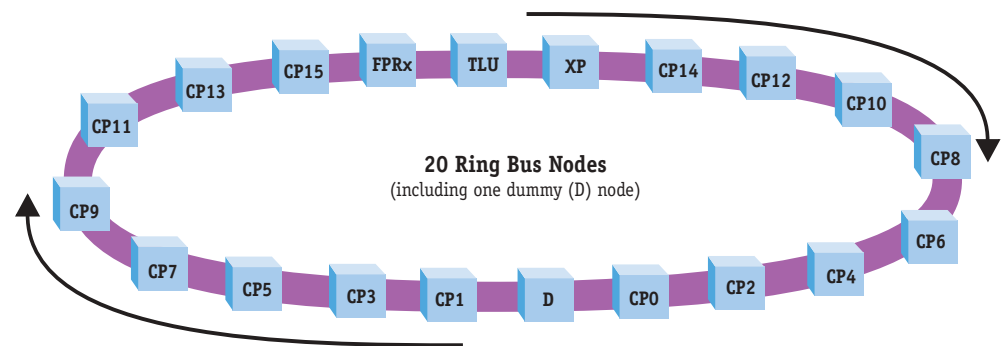 FPRx
TLU
XP
CP15
CP14
CP13
CP12
CP10
CP11
CP8
20 Ring Bus Nodes
(including one dummy (D) node)
CP9
CP6
CP7
CP4
CP5
CP3
CP1
D
CP0
CP2